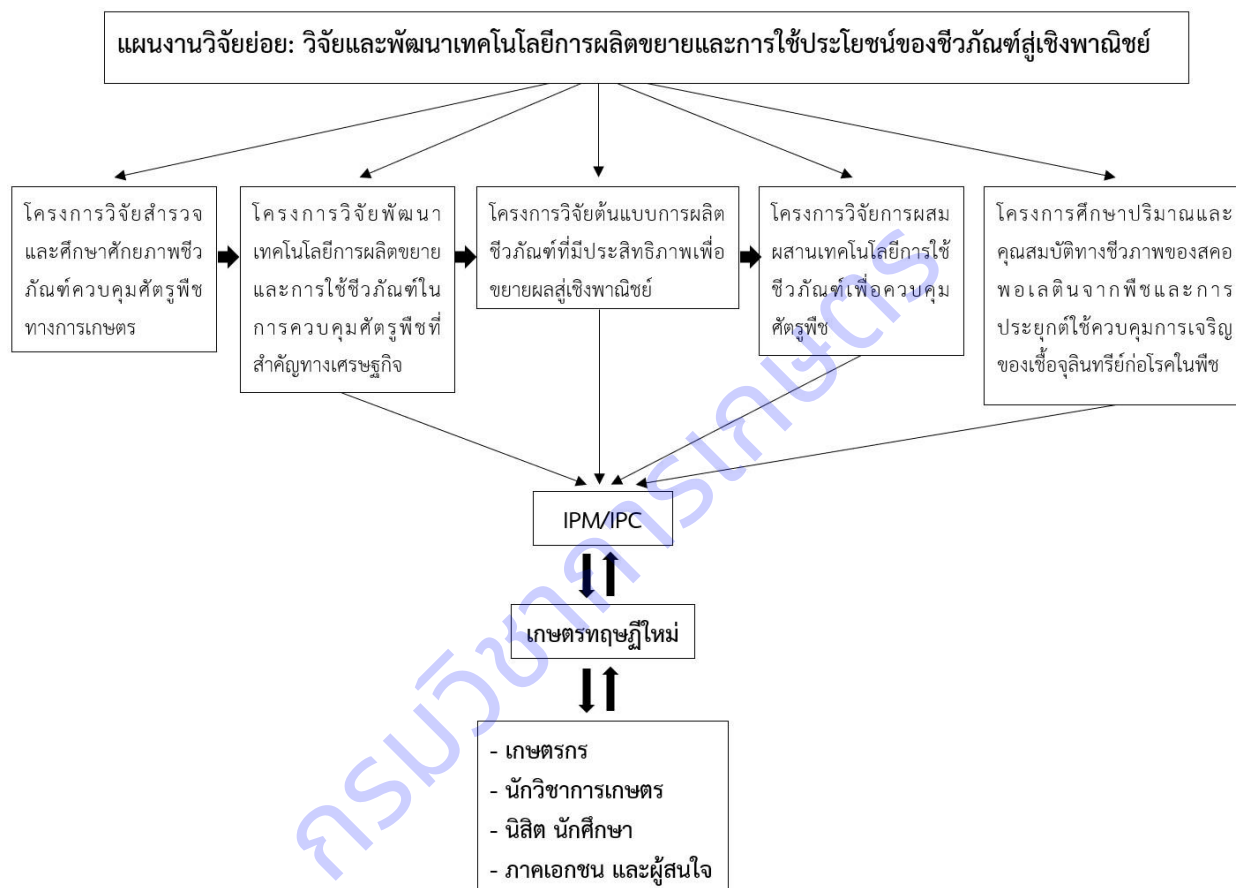 แผนงานวิจัยย่อย: วิจัยและพัฒนาเทคโนโลยีการผลิตขยายและการใช้ประโยชน์ของชีวภัณฑ์สู่เชิงพาณิชย์
โครงการวิจัยสำรวจ
และศึกษาศักยภาพชีว
ภัณฑ์ควบคุมศัตรูพืช
ทางการเกษตร
โครงการวิจัยพัฒนา
เทคโนโลยีการผลิตขยาย
และการใช้ชีวภัณฑ์ใน
การควบคุมศัตรูพืชที่
สำคัญทางเศรษฐกิจ
โครงการวิจัยต้นแบบการผลิต
ชีวภัณฑ์ที่มีประสิทธิภาพเพื่อ
ขยายผลสู่เชิงพาณิชย์
โครงการวิจัยการผสม
ผสานเทคโนโลยีการใช้
ชีวภัณฑ์เพื่อควบคุม
ศัตรูพืช
โครงการศึกษาปริมาณและ
คุณสมบัติทางชีวภาพของสคอ
พอเลตินจากพืชและการ
ประยุกต์ใช้ควบคุมการเจริญ
ของเชื้อจุลินทรีย์ก่อโรคในพืช
IPM/IPC
เกษตรทฤษฎีใหม่
- เกษตรกร
- นักวิชาการเกษตร
- นิสิต นักศึกษา
- ภาคเอกชน และผู้สนใจ
กรมวิชาการเกษตร